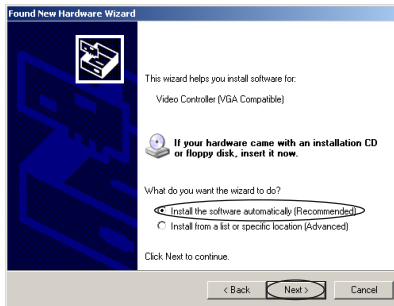 Found New Hardware Wizard
This wizard helps you install software for:
Video Controller (VGA Compatible)
If your hardware came with an installation CD
or floppy disk, insert it now.
What do you want the wizard to do?
Install the software automatically (Recommended)
Install from a list or specific location (Advanced)
Click Next to continue.
< Back Next > Cancel